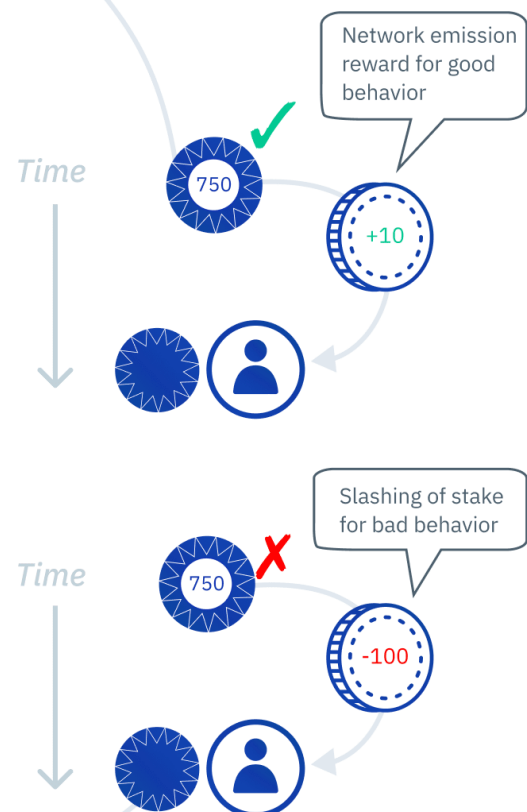 Network emission
reward for good
behavior
Time
750
+10
Slashing of stake
for bad behavior
Time
750
-100